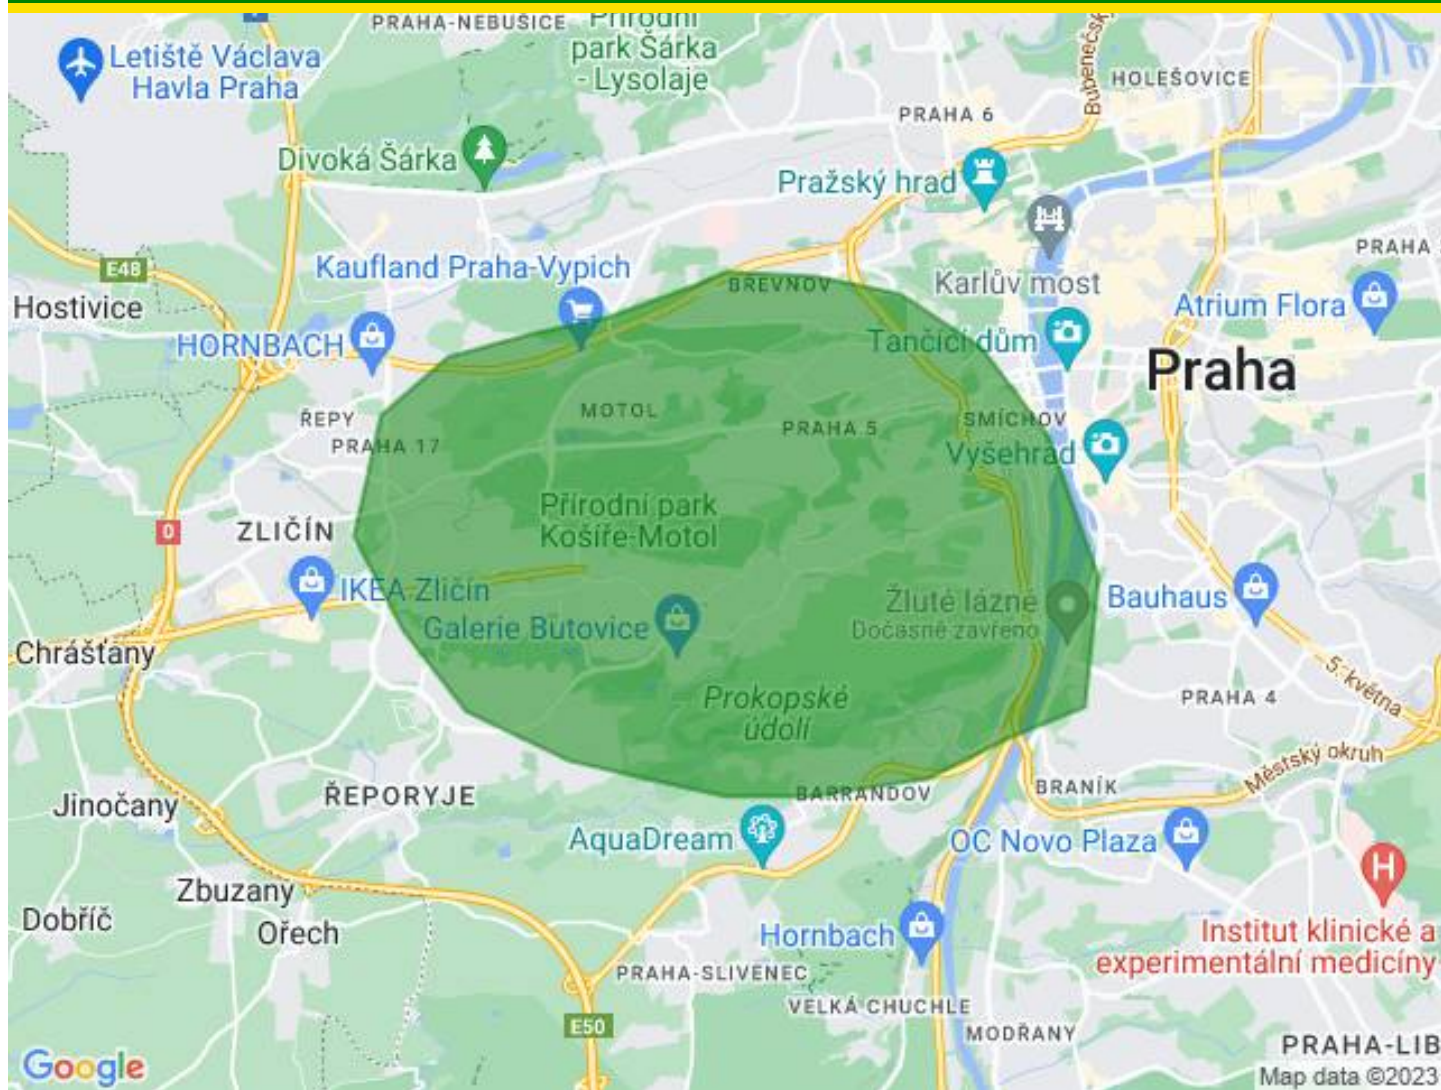 PRAHA-NEBUŠICE
Přírodní
park Šárka
- Lysolaje
Letiště Václava
Havla Praha
Bubenečsk
HOLEŠOVICE
PRAHA 6
Divoká Šárka
Pražský hrad
PRAHA
E48
Kaufland Praha-Vypich
BŘEVNOV
Karlův most
Hostivice
Atrium Flora
HORNBACH
Tančící dům
Praha
ŘEPY
MOTOL
PRAHA 5
SMÍCHOV
PRAHA 17
Vyšehrad
Přírodní park
Košíře-Motol
0
ZLIČÍN
IKEA Zličín
Galerie Butovice
Žluté lázně
Dočasně zavřeno
Bauhaus
Chrášťany
Prokopské
údolí
PRAHA 4
5. května
Městský okruh
Jinočany
ŘEPORYJE
BARRANDOV
BRANÍK
AquaDream
OC Novo Plaza
H
Zbuzany
Dobříč
Ořech
Hornbach
Institut klinické a
experimentální medicíny
PRAHA-SLIVENEC
VELKÁ CHUCHLE
E50
MODŘANY
PRAHA-LIB
Google
Map data ©2023